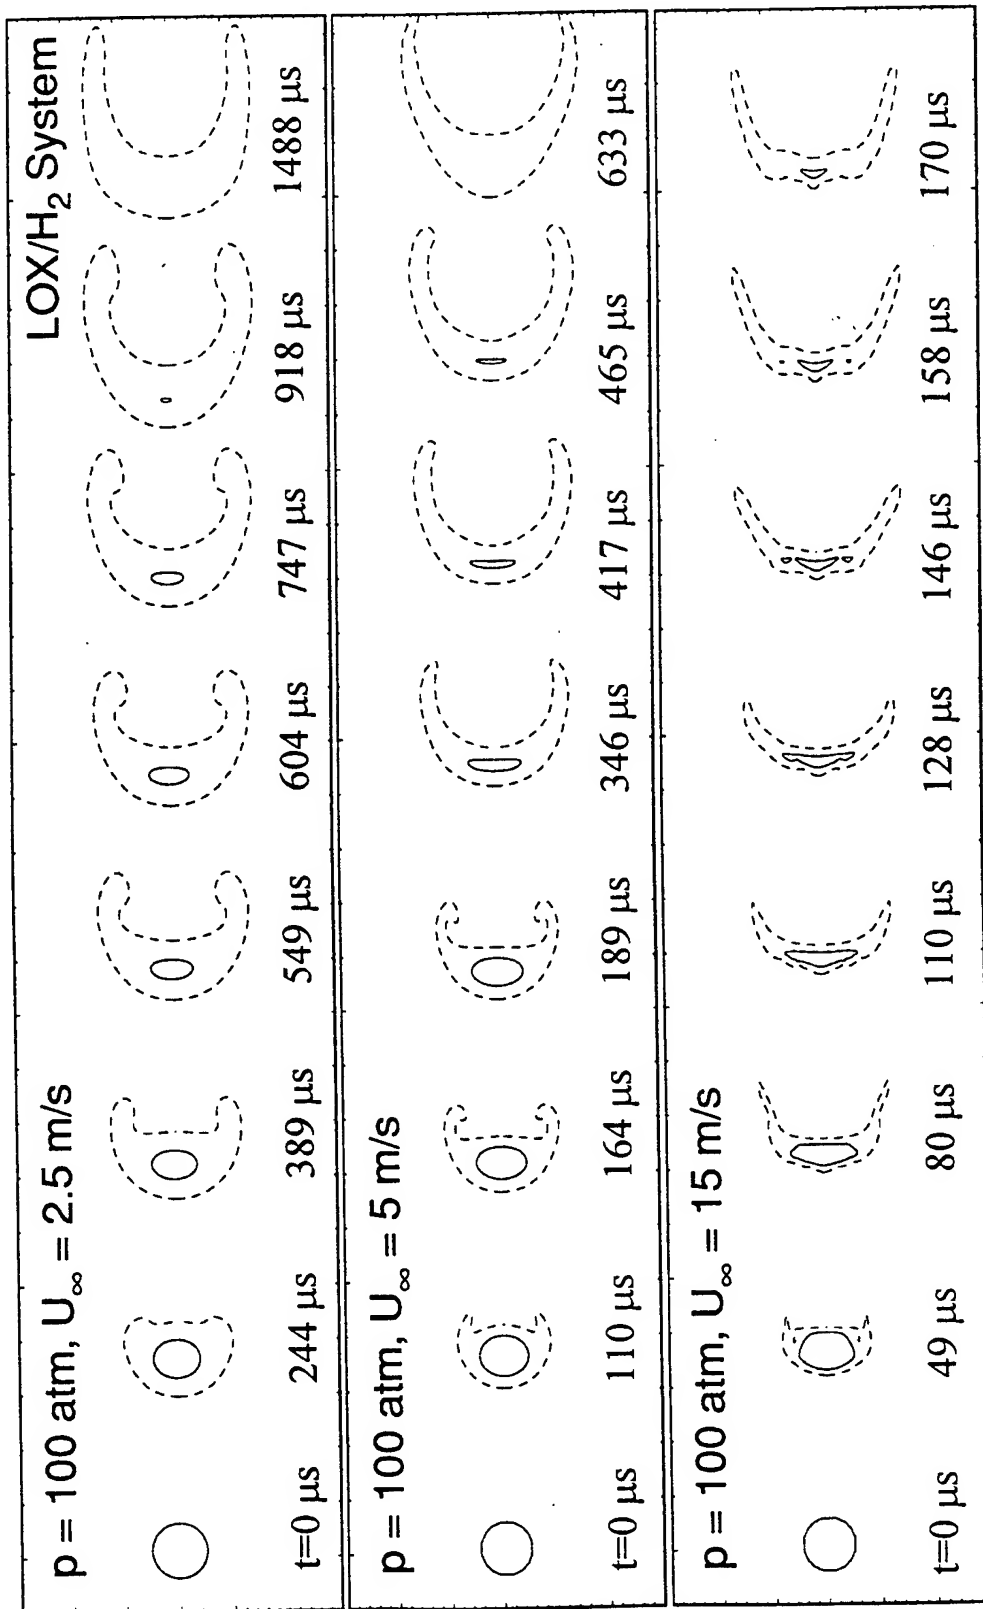 LOX/H₂ System
p = 100 atm, U∞ = 2.5 m/s
t=0 μs 244 μs 389 μs 549 μs 604 μs 747 μs 918 μs 1488 μs
p = 100 atm, U∞ = 5 m/s
t=0 μs 110 μs 164 μs 189 μs 346 μs 417 μs 465 μs 633 μs
p = 100 atm, U∞ = 15 m/s
t=0 μs 49 μs 80 μs 110 μs 128 μs 146 μs 158 μs 170 μs